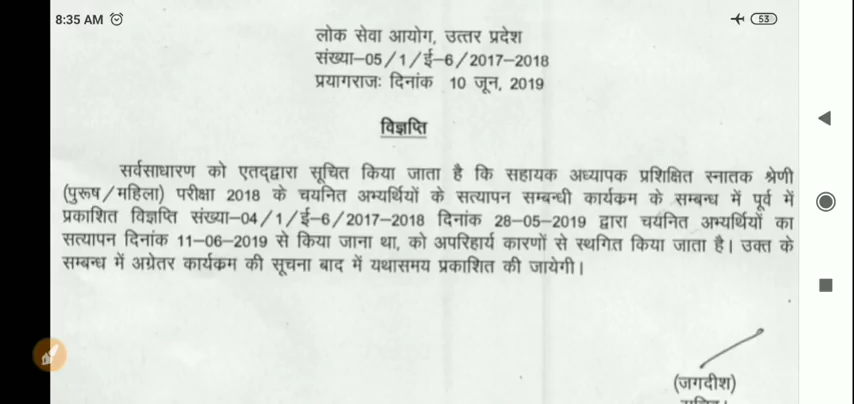 8:35 AM
53
लोक सेवा आयोग, उत्तर प्रदेश
संख्या–05/1/ई–6/2017–2018
प्रयागराजः दिनांक 10 जून, 2019
विज्ञप्ति
सर्वसाधारण को एतद्द्वारा सूचित किया जाता है कि सहायक अध्यापक प्रशिक्षित स्नातक श्रेणी
(पुरूष/महिला) परीक्षा 2018 के चयनित अभ्यर्थियों के सत्यापन सम्बन्धी कार्यक्रम के सम्बन्ध में पूर्व में
प्रकाशित विज्ञप्ति संख्या–04/1/ई–6/2017–2018 दिनांक 28-05-2019 द्वारा चयनित अभ्यर्थियों का
सत्यापन दिनांक 11-06-2019 से किया जाना था, को अपरिहार्य कारणों से स्थगित किया जाता है। उक्त के
सम्बन्ध में अग्रेतर कार्यक्रम की सूचना बाद में यथासमय प्रकाशित की जायेगी।
(जगदीश)